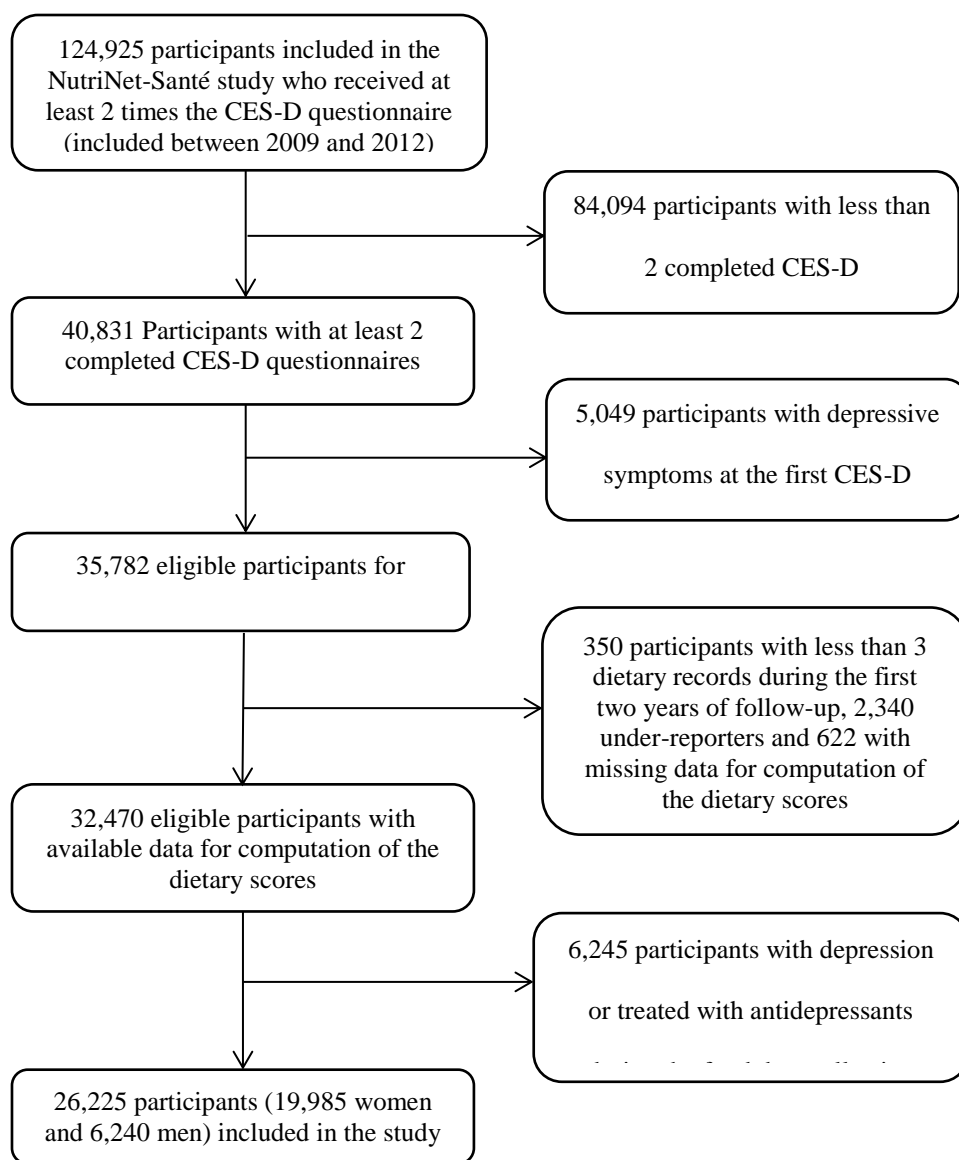 124,925 participants included in the
NutriNet-Santé study who received at
least 2 times the CES-D questionnaire
(included between 2009 and 2012)
84,094 participants with less than
2 completed CES-D
40,831 Participants with at least 2
completed CES-D questionnaires
5,049 participants with depressive
symptoms at the first CES-D
35,782 eligible participants for
350 participants with less than 3
dietary records during the first
two years of follow-up, 2,340
under-reporters and 622 with
missing data for computation of
the dietary scores
32,470 eligible participants with
available data for computation of the
dietary scores
6,245 participants with depression
or treated with antidepressants
26,225 participants (19,985 women
and 6,240 men) included in the study